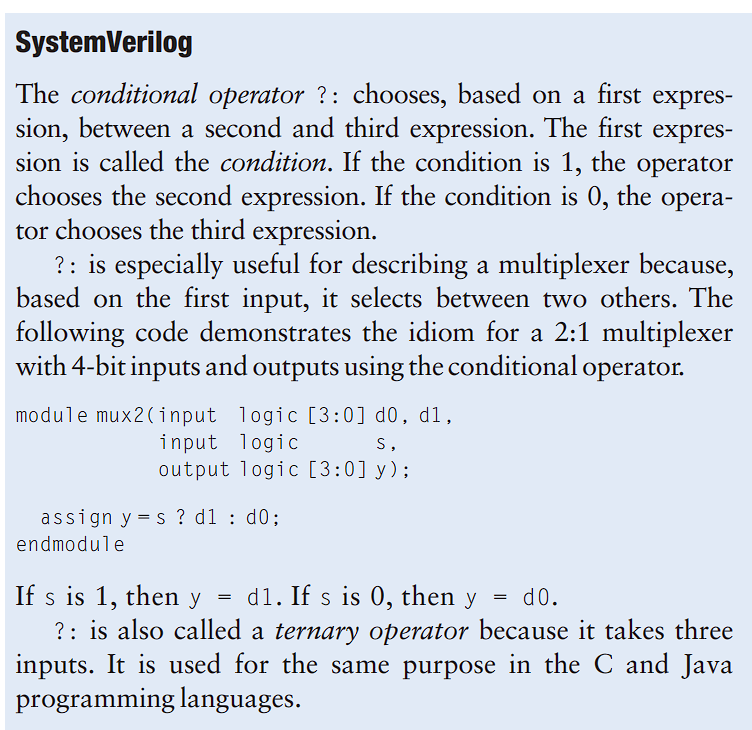 SystemVerilog
The conditional operator ?: chooses, based on a first expres-
sion, between a second and third expression. The first expres-
sion is called the condition. If the condition is 1, the operator
chooses the second expression. If the condition is 0, the opera-
tor chooses the third expression.
?: is especially useful for describing a multiplexer because,
based on the first input, it selects between two others. The
following code demonstrates the idiom for a 2:1 multiplexer
with 4-bit inputs and outputs using the conditional operator.
module mux2(input logic [3:0] d0, d1,
input logic s,
output logic [3:0] y);
assign y = s ? d1 : d0;
endmodule
If s is 1, then y = d1. If s is 0, then y = d0.
?: is also called a ternary operator because it takes three
inputs. It is used for the same purpose in the C and Java
programming languages.